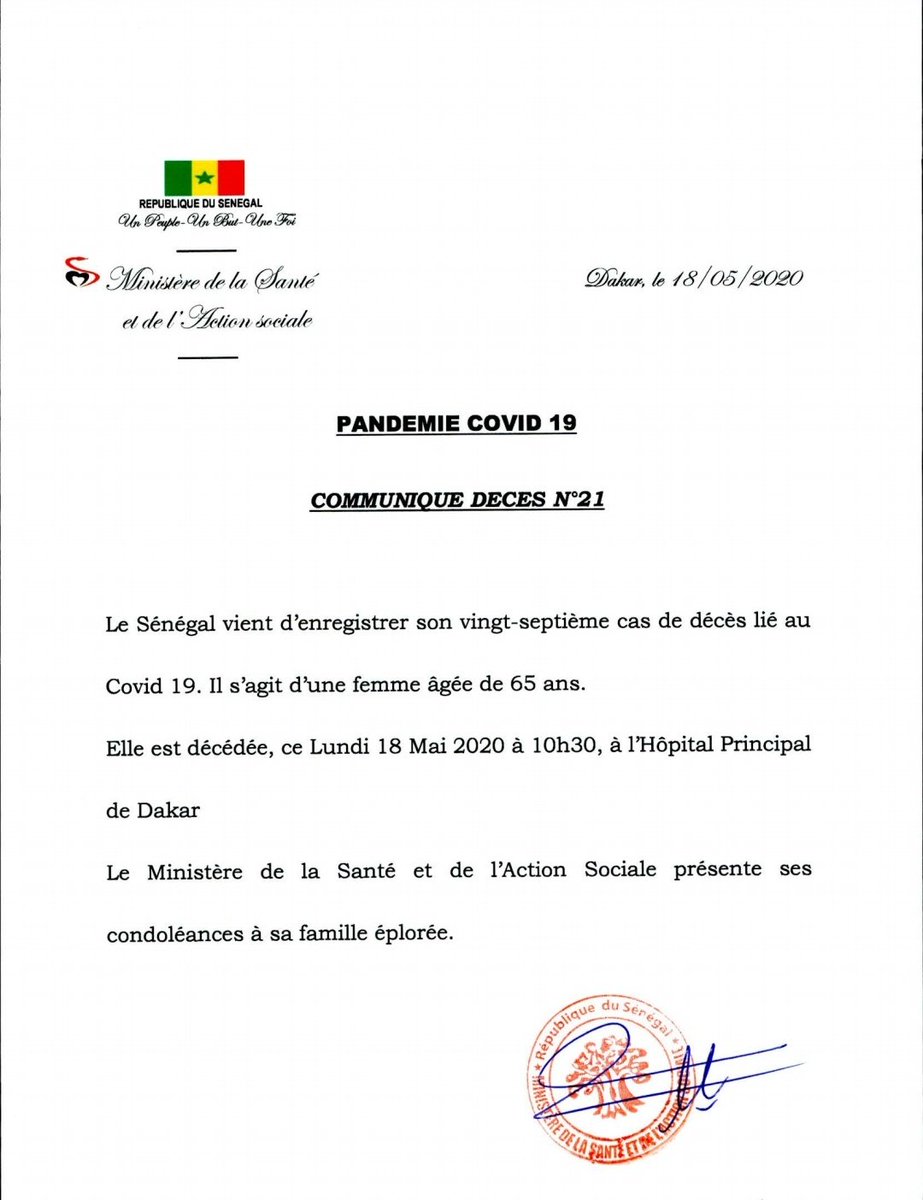 REPUBLIQUE DU SENEGAL
Un Peuple-Un But-Une Foi
Ministère de la Santé
et de l'Action sociale
Dakar, le 18/05/2020
PANDEMIE COVID 19
COMMUNIQUE DECES N°21
Le Sénégal vient d'enregistrer son vingt-septième cas de décès lié au
Covid 19. Il s'agit d'une femme âgée de 65 ans.
Elle est décédée, ce Lundi 18 Mai 2020 à 10h30, à l'Hôpital Principal
de Dakar
Le Ministère de la Santé et de l'Action Sociale présente ses
condoléances à sa famille éplorée.
République du Sénégal
MINISTÈRE DE LA SANTÉ ET DE L'ACTION SOCIALE